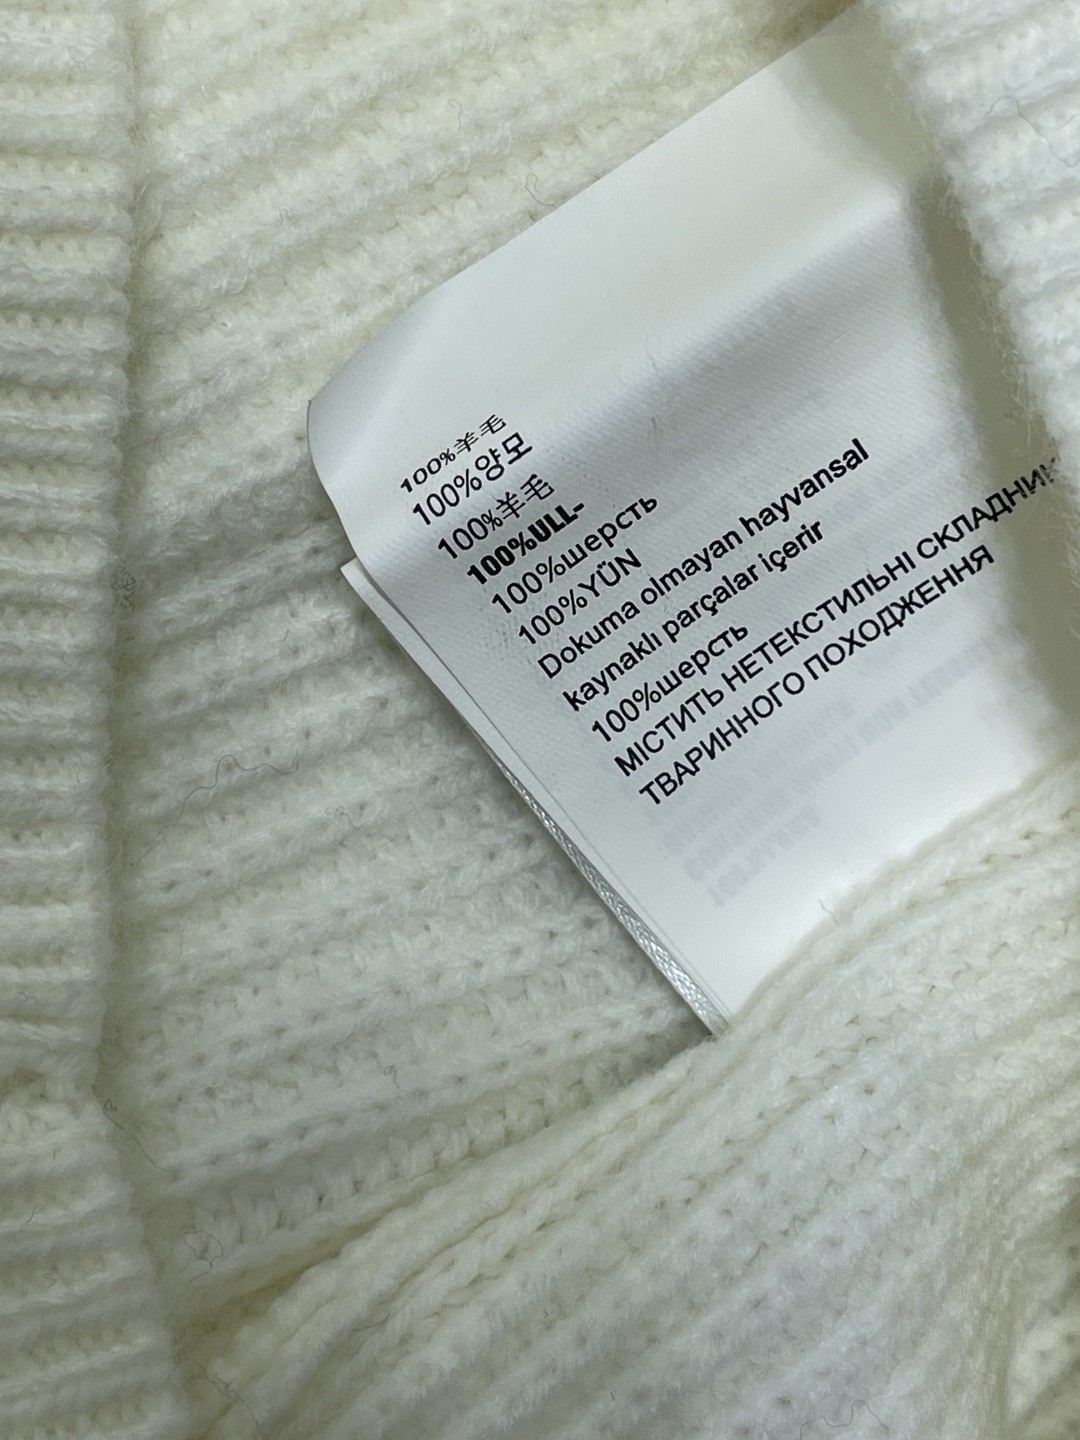 100%羊毛
100%양모
100%羊毛
100%ULL-
100%шерсть
100%YÜN
Dokuma olmayan hayvansal
kaynaklı parçalar içerir
100%шерсть
МІСТИТЬ НЕТЕКСТИЛЬНІ СКЛАДНИК
ТВАРИННОГО ПОХОДЖЕННЯ